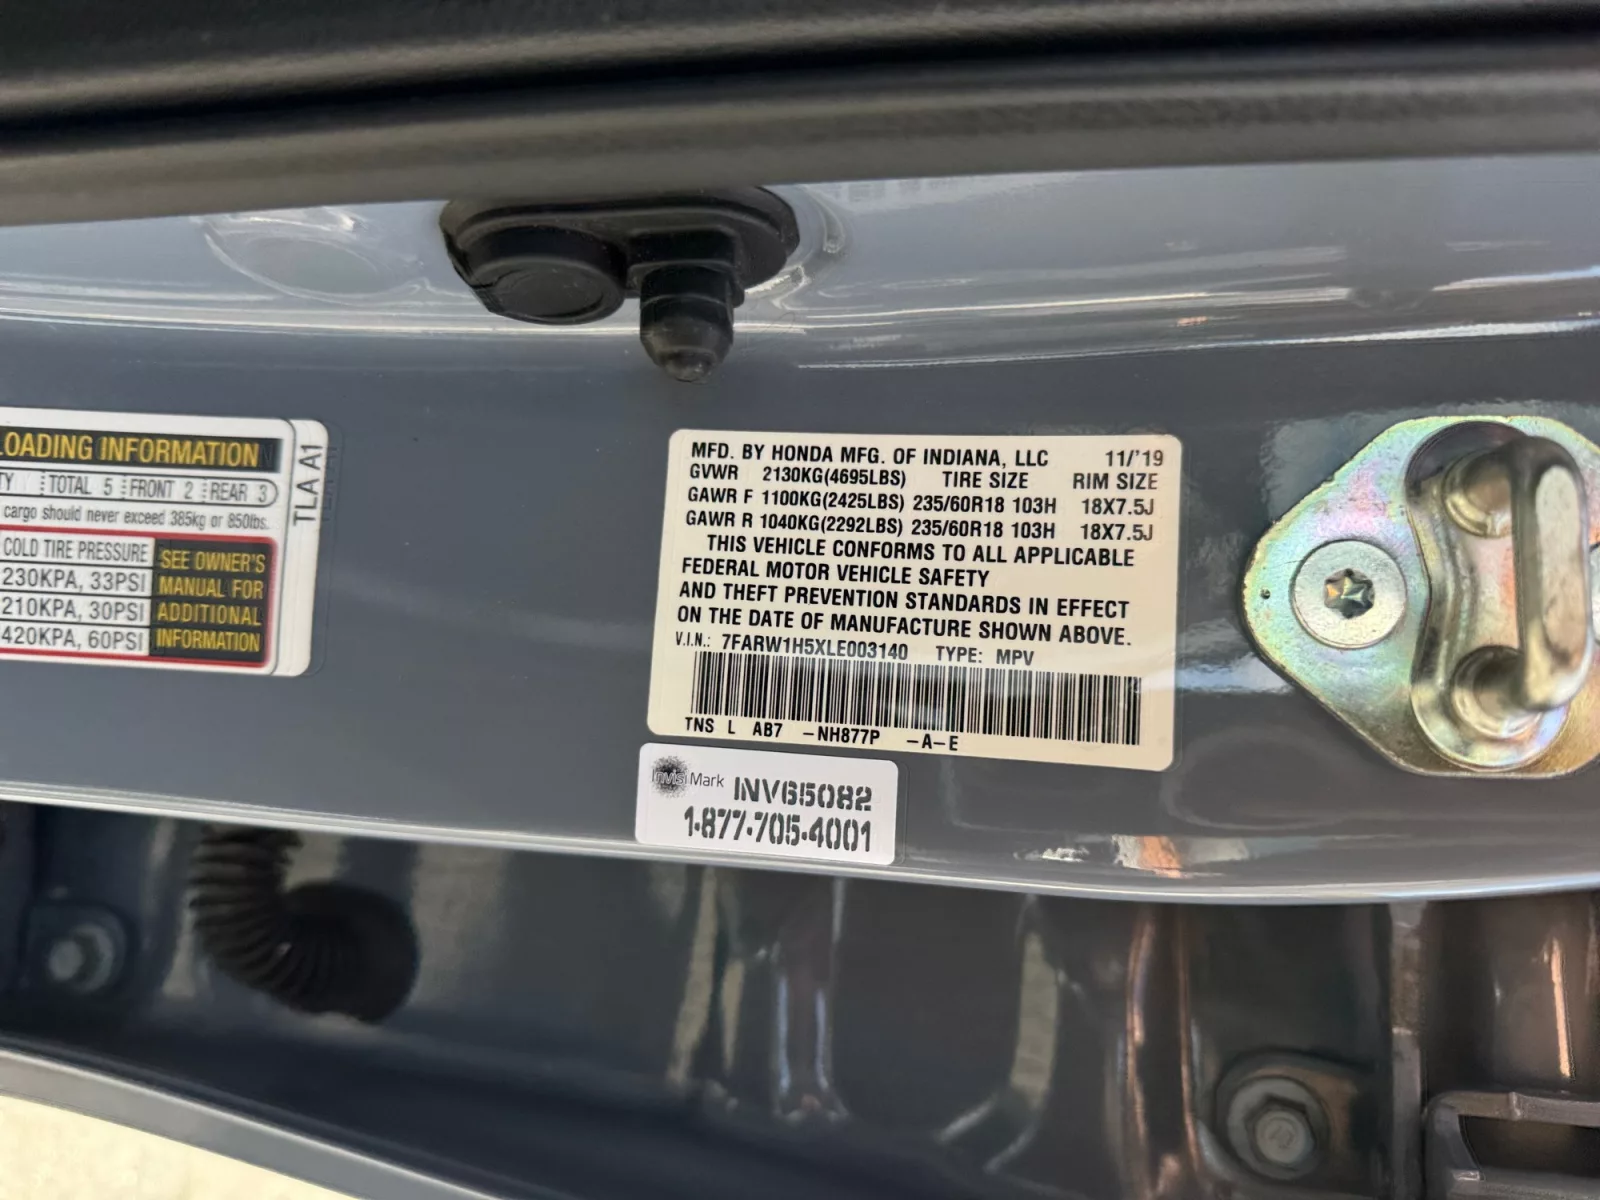 LOADING INFORMATION
TY TOTAL 5 FRONT 2 REAR 3
cargo should never exceed 385kg or 850lbs.
COLD TIRE PRESSURE
230KPA, 33PSI
210KPA, 30PSI
420KPA, 60PSI
SEE OWNER'S
MANUAL FOR
ADDITIONAL
INFORMATION
TLA A1
MFD. BY HONDA MFG. OF INDIANA, LLC 11/'19
GVWR 2130KG(4695LBS) TIRE SIZE RIM SIZE
GAWR F 1100KG(2425LBS) 235/60R18 103H 18X7.5J
GAWR R 1040KG(2292LBS) 235/60R18 103H 18X7.5J
THIS VEHICLE CONFORMS TO ALL APPLICABLE
FEDERAL MOTOR VEHICLE SAFETY
AND THEFT PREVENTION STANDARDS IN EFFECT
ON THE DATE OF MANUFACTURE SHOWN ABOVE.
V.I.N.: 7FARW1H5XLE003140 TYPE: MPV
TNS L AB7 -NH877P -A-E
InvisiMark INV65082
1-877-705-4001